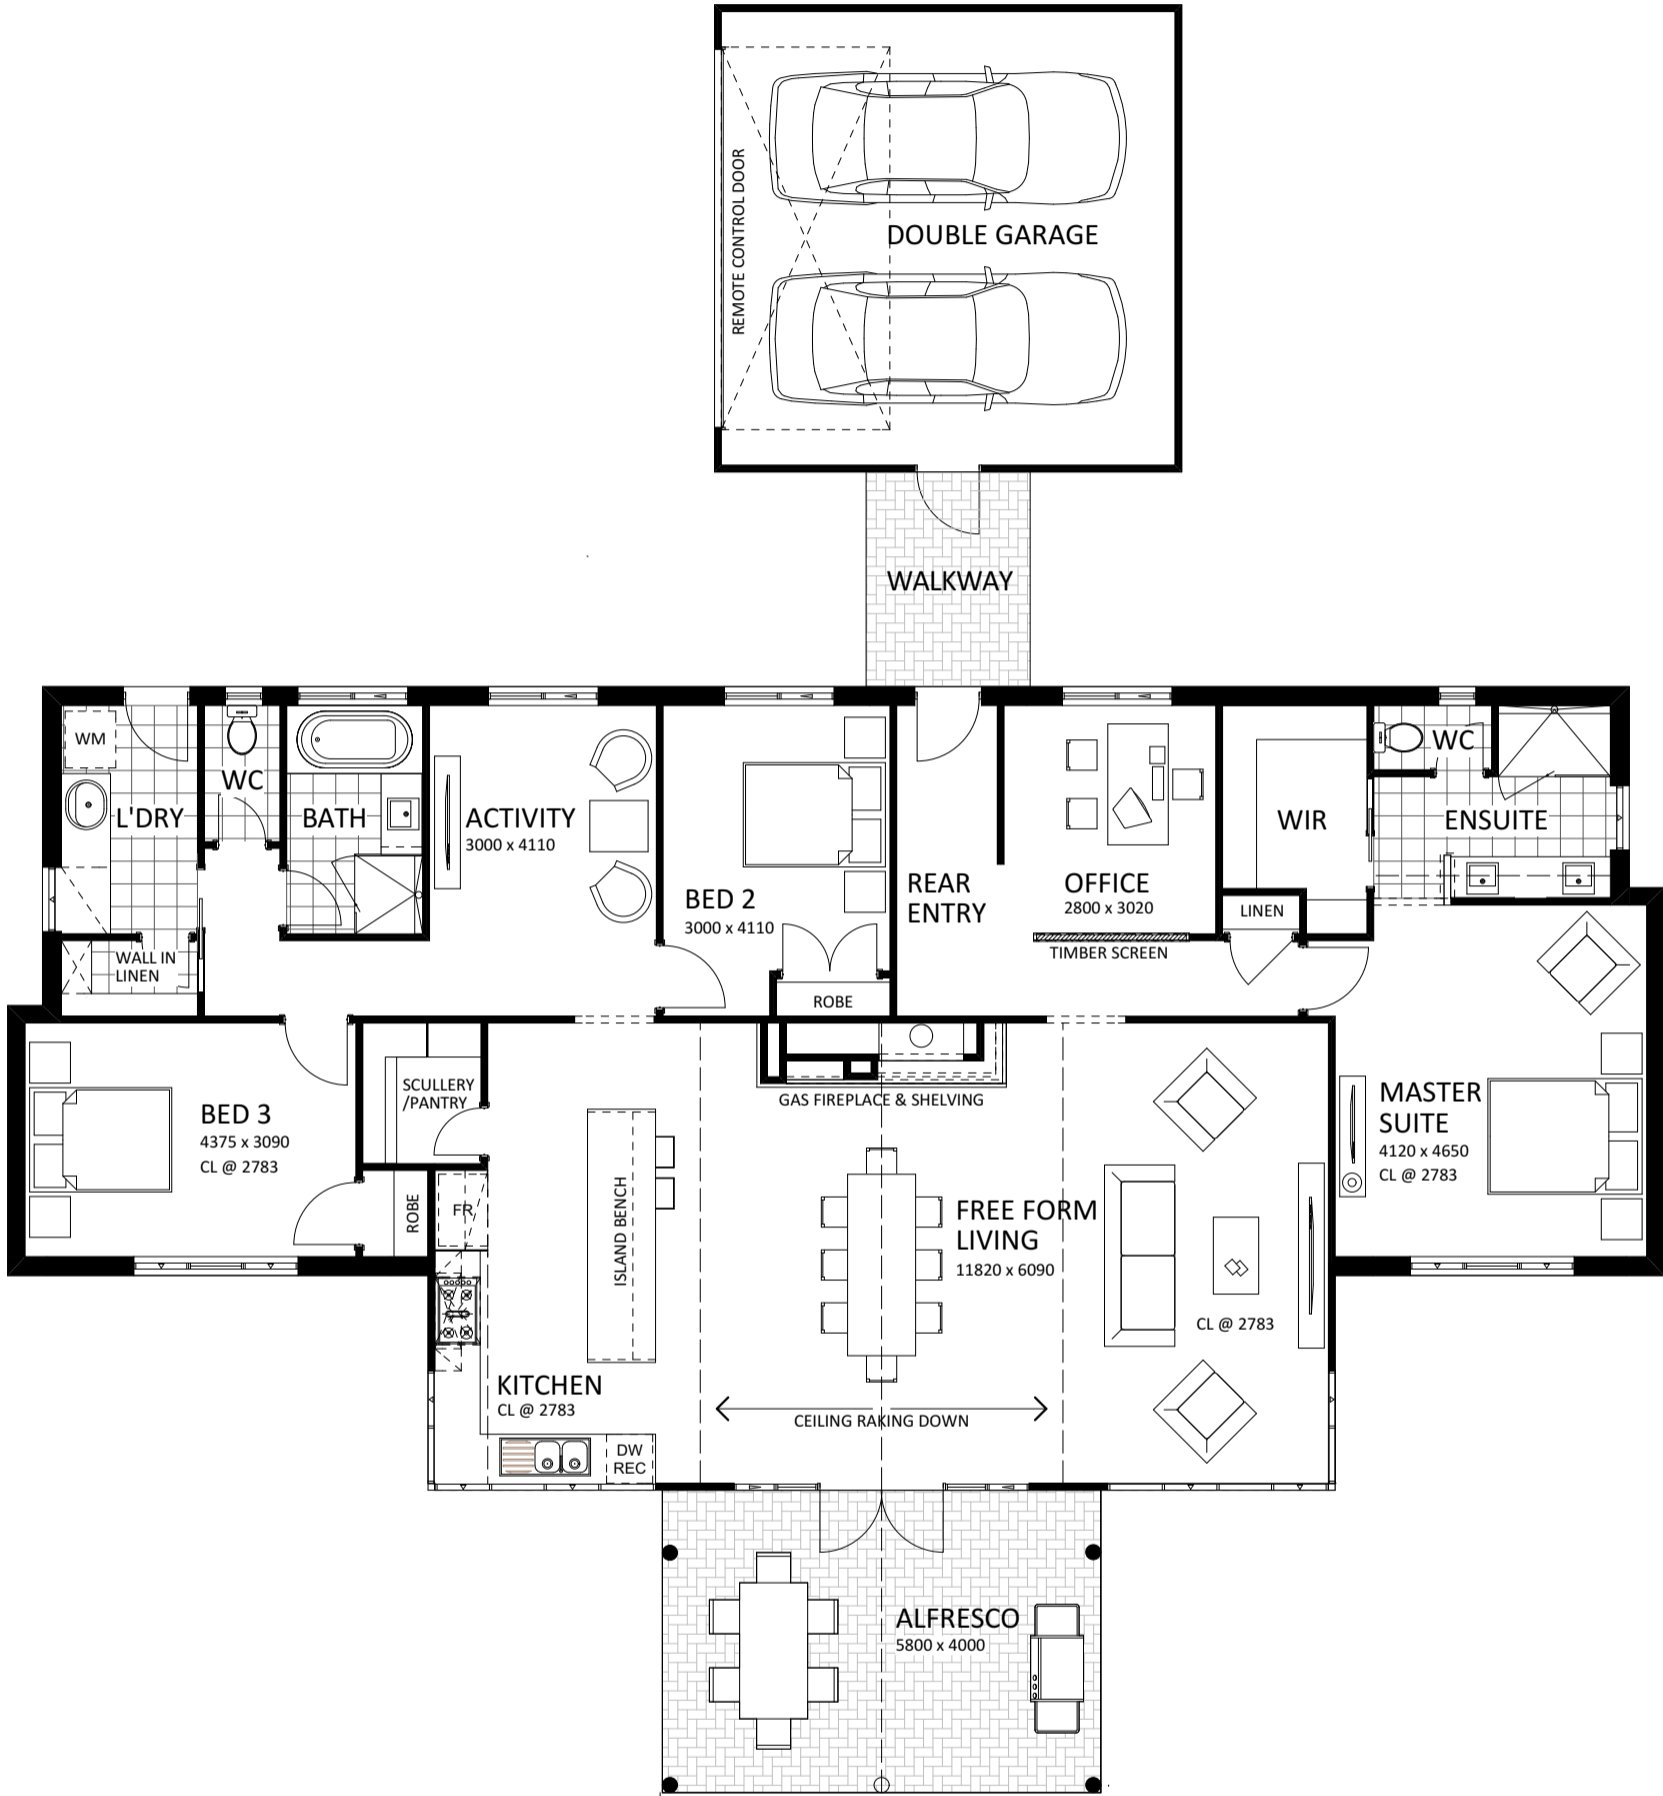 REMOTE CONTROL DOOR
DOUBLE GARAGE
WALKWAY
WM
L'DRY
WC
BATH
ACTIVITY
3000 x 4110
BED 2
3000 x 4110
ROBE
REAR
ENTRY
OFFICE
2800 x 3020
TIMBER SCREEN
WIR
LINEN
WC
ENSUITE
WALL IN
LINEN
BED 3
4375 x 3090
CL @ 2783
SCULLERY
/PANTRY
ROBE
FR
ISLAND BENCH
GAS FIREPLACE & SHELVING
FREE FORM
LIVING
11820 x 6090
CL @ 2783
MASTER
SUITE
4120 x 4650
CL @ 2783
KITCHEN
CL @ 2783
DW
REC
CEILING RAKING DOWN
ALFRESCO
5800 x 4000